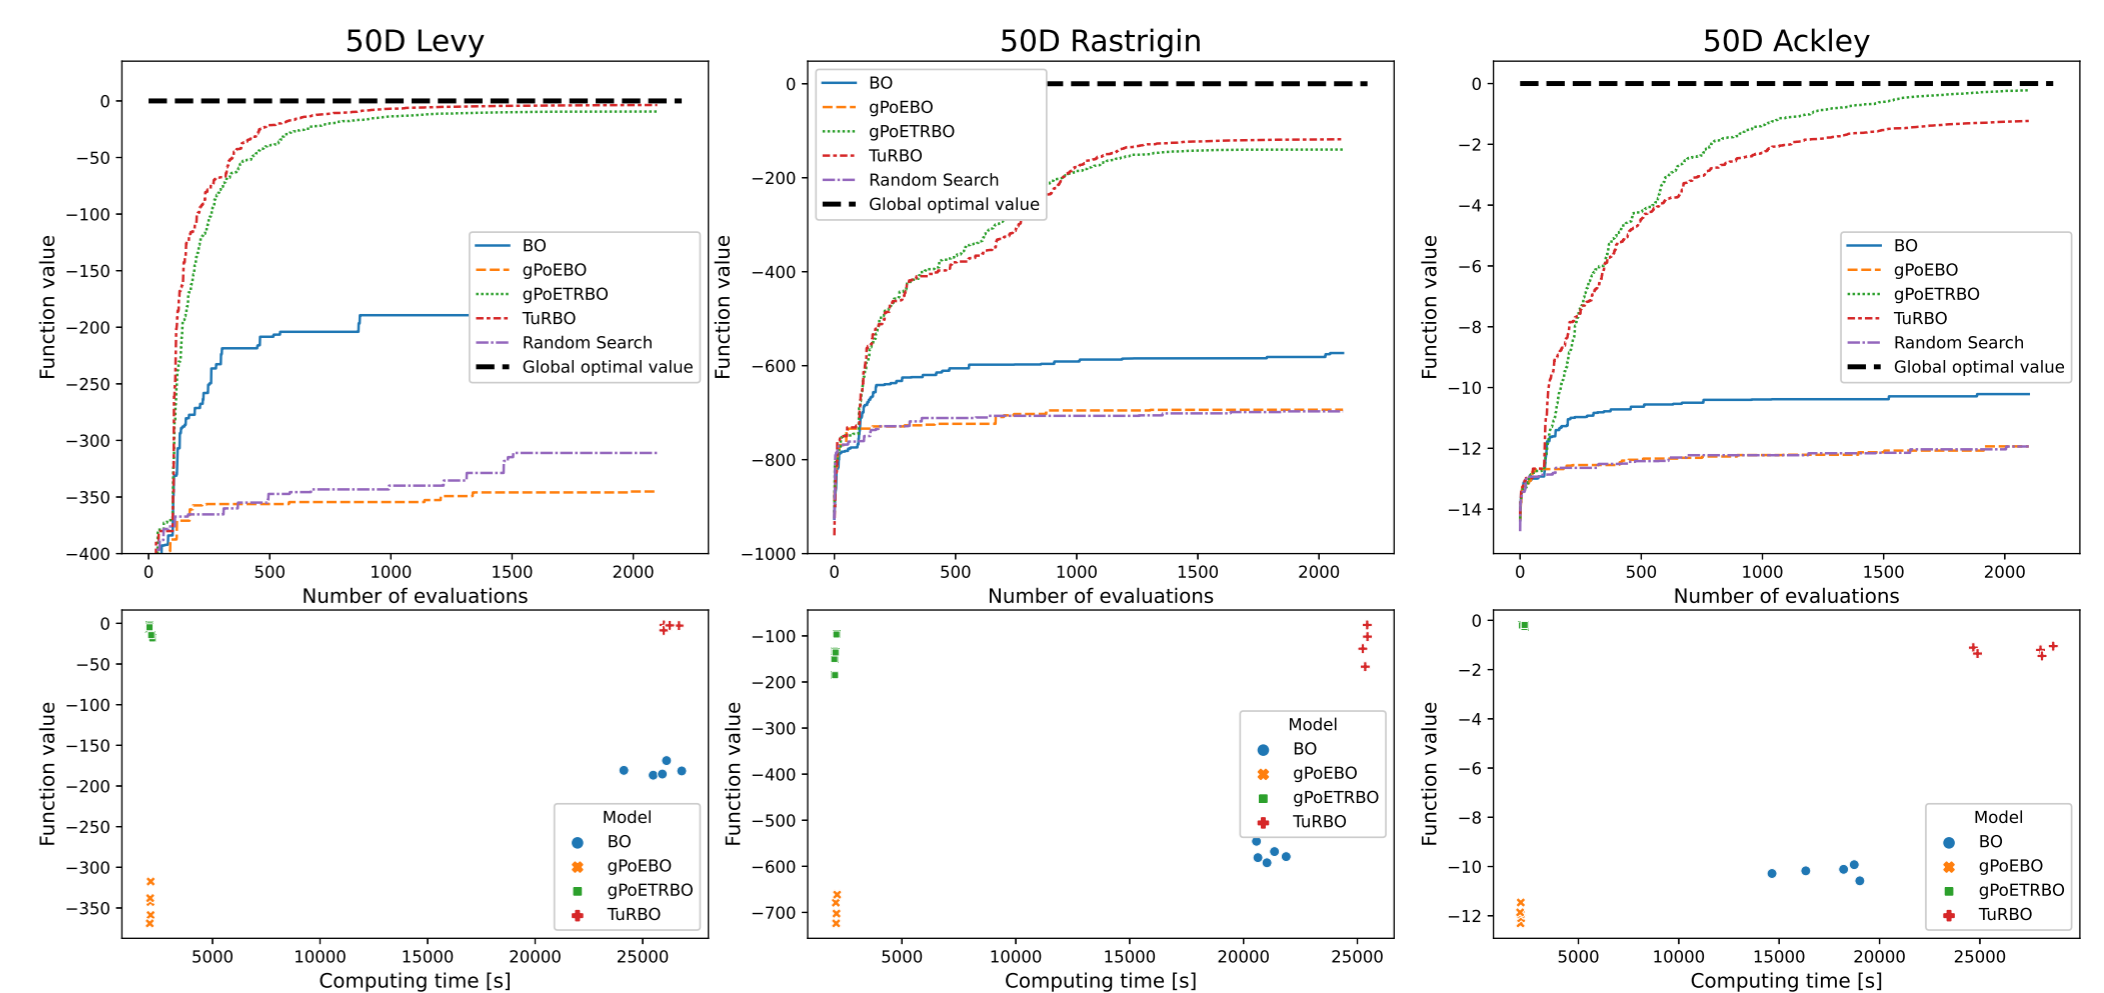 50D Levy
Function value
0
−50
−100
−150
−200
−250
−300
−350
−400
BO
gPoEBO
gPoETRBO
TuRBO
Random Search
Global optimal value
0 500 1000 1500 2000
Number of evaluations
50D Rastrigin
Function value
0
−200
−400
−600
−800
−1000
BO
gPoEBO
gPoETRBO
TuRBO
Random Search
Global optimal value
0 500 1000 1500 2000
Number of evaluations
50D Ackley
Function value
0
−2
−4
−6
−8
−10
−12
−14
BO
gPoEBO
gPoETRBO
TuRBO
Random Search
Global optimal value
0 500 1000 1500 2000
Number of evaluations
Function value
0
−50
−100
−150
−200
−250
−300
−350
Model
BO
gPoEBO
gPoETRBO
TuRBO
5000 10000 15000 20000 25000
Computing time [s]
Function value
−100
−200
−300
−400
−500
−600
−700
Model
BO
gPoEBO
gPoETRBO
TuRBO
5000 10000 15000 20000 25000
Computing time [s]
Function value
0
−2
−4
−6
−8
−10
−12
Model
BO
gPoEBO
gPoETRBO
TuRBO
5000 10000 15000 20000 25000
Computing time [s]